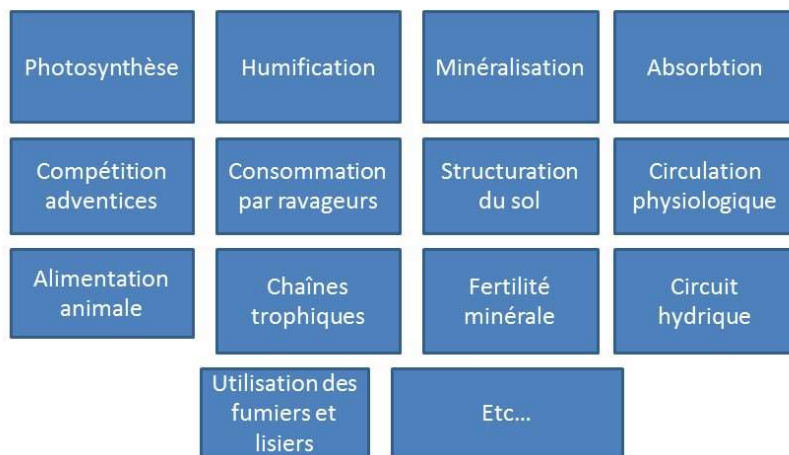 Photosynthèse
Humification
Minéralisation
Absorbtion
Compétition
adventices
Consommation
par ravageurs
Structuration
du sol
Circulation
physiologique
Alimentation
animale
Chaînes
trophiques
Fertilité
minérale
Circuit
hydrique
Utilisation des
fumiers et
lisiers
Etc...